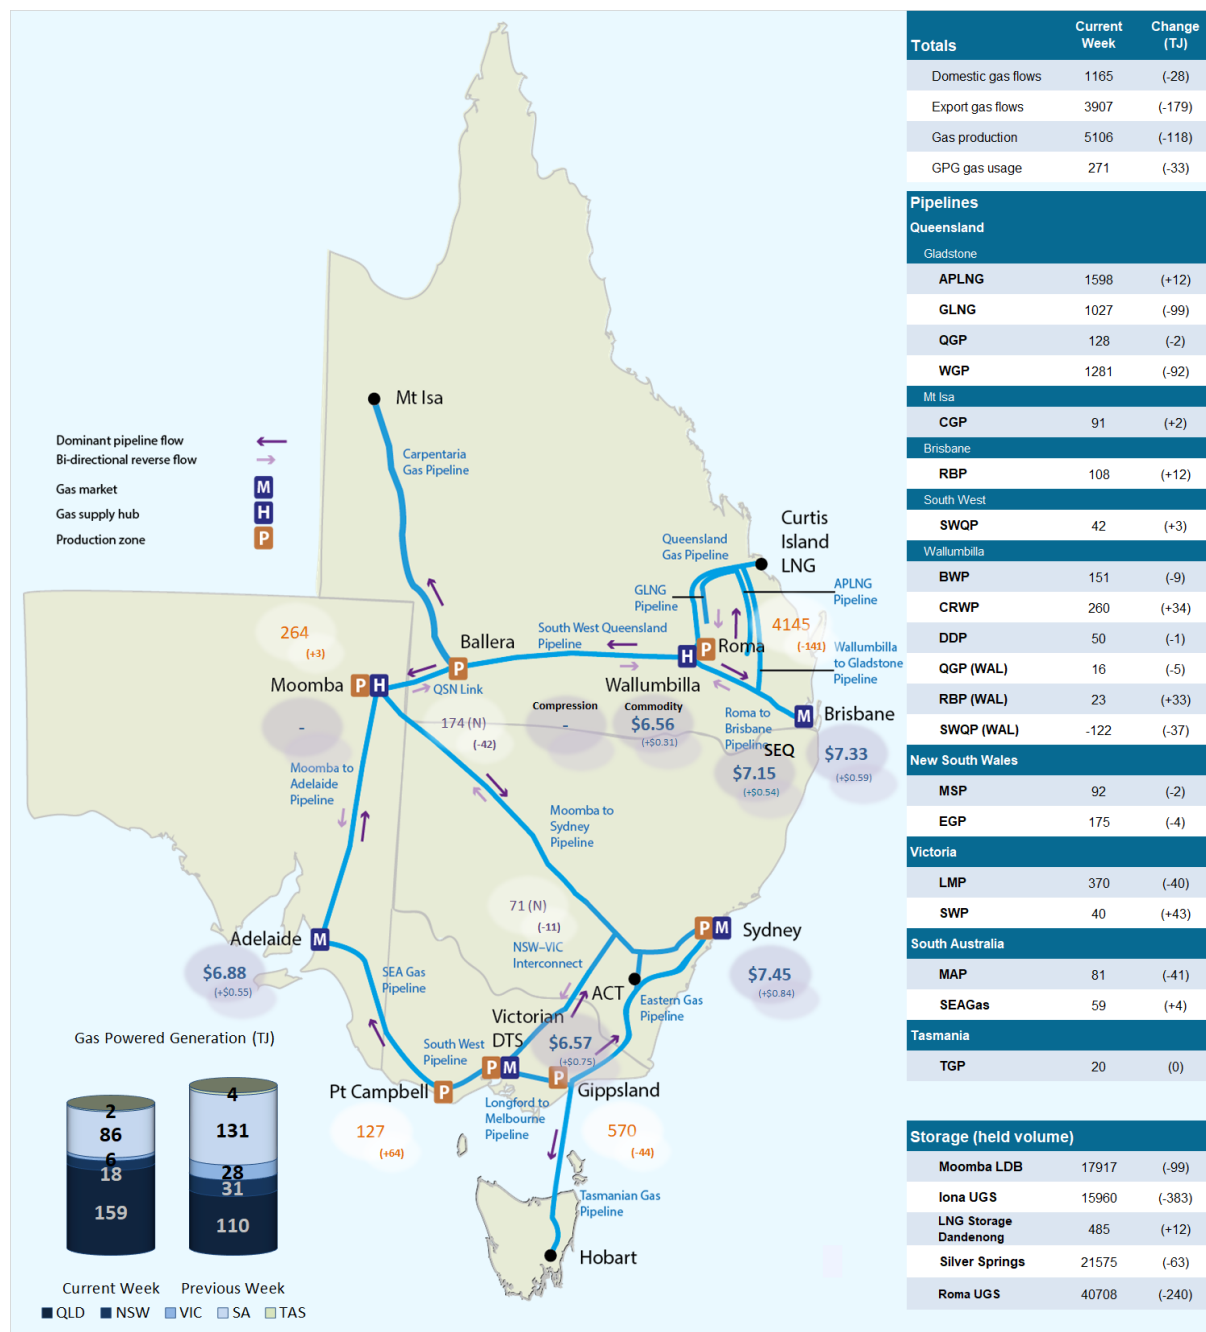 Mt Isa
Dominant pipeline flow
Bi-directional reverse flow
Gas market
M
Gas supply hub
H
Production zone
P
Carpentaria
Gas Pipeline
Curtis
Island
LNG
Queensland
Gas Pipeline
GLNG
Pipeline
APLNG
Pipeline
4145
(-141)
264
(+3)
Ballera
P
South West Queensland
Pipeline
H
P
Roma
Wallumbilla
to Gladstone
Pipeline
Moomba
P
H
QSN Link
Wallumbilla
-
174 (N)
(-42)
Compression
-
Commodity
$6.56
(+$0.31)
Roma to
Brisbane
Pipeline
M
Brisbane
SEQ
$7.33
(+$0.59)
$7.15
(+$0.54)
Moomba to
Adelaide
Pipeline
Moomba to
Sydney
Pipeline
71 (N)
(-11)
NSW-VIC
Interconnect
Adelaide
M
P
M
Sydney
$6.88
(+$0.55)
$7.45
(+$0.84)
SEA Gas
Pipeline
ACT
Eastern Gas
Pipeline
Victorian
DTS
$6.57
(+$0.75)
South West
Pipeline
P
M
P
Gippsland
Pt Campbell
P
Longford to
Melbourne
Pipeline
127
(+64)
570
(-44)
Tasmanian Gas
Pipeline
Hobart
Gas Powered Generation (TJ)
2
86
6
18
159
4
131
28
31
110
Current Week
Previous Week
QLD NSW VIC SA TAS
Totals Current Week Change (TJ)
Domestic gas flows 1165 (-28)
Export gas flows 3907 (-179)
Gas production 5106 (-118)
GPG gas usage 271 (-33)
Pipelines
Queensland
Gladstone
APLNG 1598 (+12)
GLNG 1027 (-99)
QGP 128 (-2)
WGP 1281 (-92)
Mt Isa
CGP 91 (+2)
Brisbane
RBP 108 (+12)
South West
SWQP 42 (+3)
Wallumbilla
BWP 151 (-9)
CRWP 260 (+34)
DDP 50 (-1)
QGP (WAL) 16 (-5)
RBP (WAL) 23 (+33)
SWQP (WAL) -122 (-37)
New South Wales
MSP 92 (-2)
EGP 175 (-4)
Victoria
LMP 370 (-40)
SWP 40 (+43)
South Australia
MAP 81 (-41)
SEAGas 59 (+4)
Tasmania
TGP 20 (0)
Storage (held volume)
Moomba LDB 17917 (-99)
Iona UGS 15960 (-383)
LNG Storage
Dandenong 485 (+12)
Silver Springs 21575 (-63)
Roma UGS 40708 (-240)